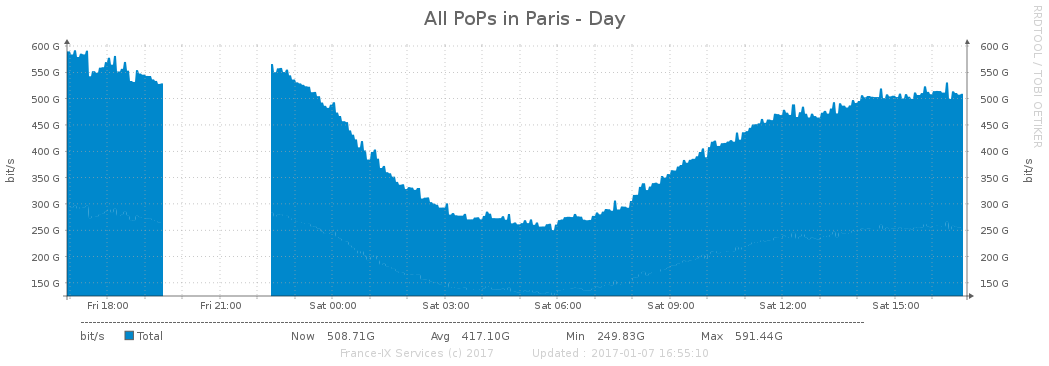 All PoPs in Paris - Day
RRDTOOL / TOBI OETIKER
600 G 600 G
550 G 550 G
500 G 500 G
450 G 450 G
400 G 400 G
350 G 350 G
300 G 300 G
250 G 250 G
200 G 200 G
150 G 150 G
bit/s
bit/s
Fri 18:00 Fri 21:00 Sat 00:00 Sat 03:00 Sat 06:00 Sat 09:00 Sat 12:00 Sat 15:00
bit/s Total Now 508.71G Avg 417.10G Min 249.83G Max 591.44G
France-IX Services (c) 2017 Updated : 2017-01-07 16:55:10